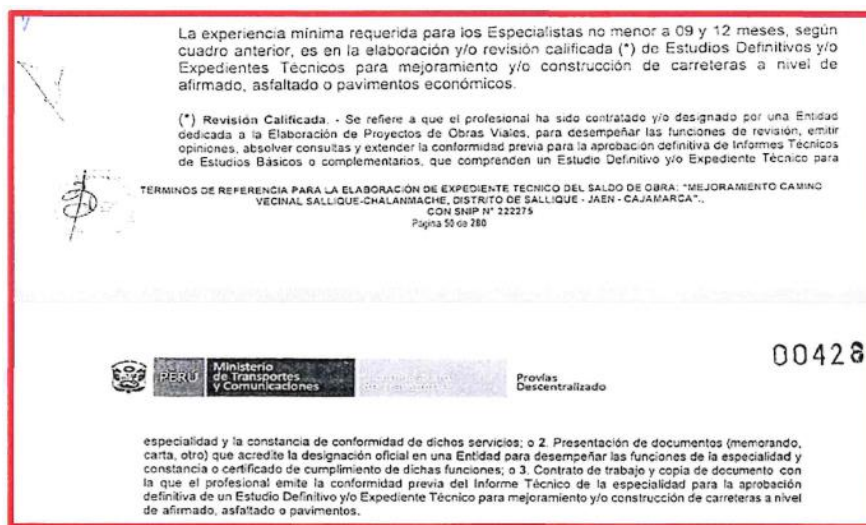 La experiencia mínima requerida para los Especialistas no menor a 09 y 12 meses, según
cuadro anterior, es en la elaboración y/o revisión calificada (*) de Estudios Definitivos y/o
Expedientes Técnicos para mejoramiento y/o construcción de carreteras a nivel de
afirmado, asfaltado o pavimentos económicos.
(*) Revisión Calificada. - Se refiere a que el profesional ha sido contratado y/o designado por una Entidad
dedicada a la Elaboración de Proyectos de Obras Viales, para desempeñar las funciones de revisión, emitir
opiniones, absolver consultas y extender la conformidad previa para la aprobación definitiva de Informes Técnicos
de Estudios Básicos o complementarios, que comprenden un Estudio Definitivo y/o Expediente Técnico para
TERMINOS DE REFERENCIA PARA LA ELABORACIÓN DE EXPEDIENTE TECNICO DEL SALDO DE OBRA: "MEJORAMIENTO CAMINO
VECINAL SALLIQUE-CHALANMACHE, DISTRITO DE SALLIQUE - JAEN - CAJAMARCA".,
CON SNIP N° 222275
Página 50 de 280
00428
PERÚ
Ministerio
de Transportes
y Comunicaciones
Provías
Descentralizado
especialidad y la constancia de conformidad de dichos servicios; o 2. Presentación de documentos (memorando,
carta, otro) que acredite la designación oficial en una Entidad para desempeñar las funciones de la especialidad y
constancia o certificado de cumplimiento de dichas funciones; o 3. Contrato de trabajo y copia de documento con
la que el profesional emite la conformidad previa del Informe Técnico de la especialidad para la aprobación
definitiva de un Estudio Definitivo y/o Expediente Técnico para mejoramiento y/o construcción de carreteras a nivel
de afirmado, asfaltado o pavimentos.